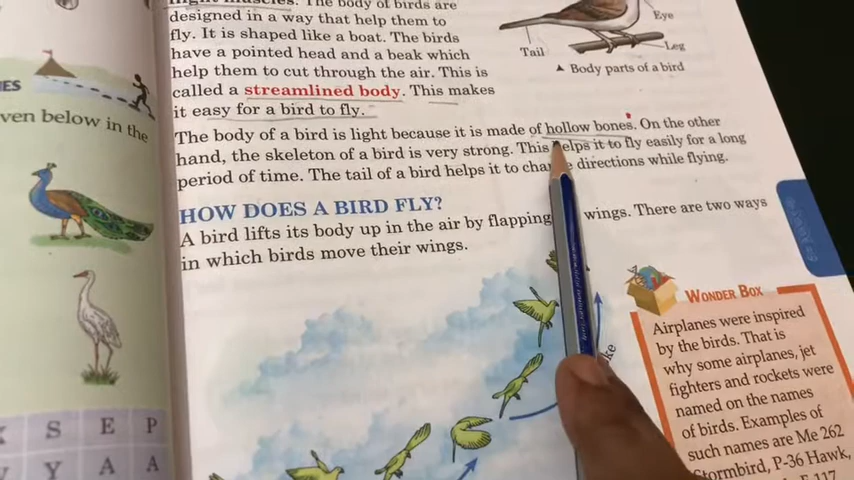 flight muscles. The body of birds are
designed in a way that help them to
fly. It is shaped like a boat. The birds
have a pointed head and a beak which
help them to cut through the air. This is
called a streamlined body. This makes
it easy for a bird to fly.
Eye
Leg
Tail
▲ Body parts of a bird
The body of a bird is light because it is made of hollow bones. On the other
hand, the skeleton of a bird is very strong. This helps it to fly easily for a long
period of time. The tail of a bird helps it to change directions while flying.
HOW DOES A BIRD FLY?
A bird lifts its body up in the air by flapping wings. There are two ways
in which birds move their wings.
ke
WONDER BOX
Airplanes were inspired
by the birds. That is
why some airplanes, jet
fighters and rockets were
named on the names
of birds. Examples of
such names are Me 262
Stormbird, P-36 Hawk,
ES
ven below in the
S E P
Y A A